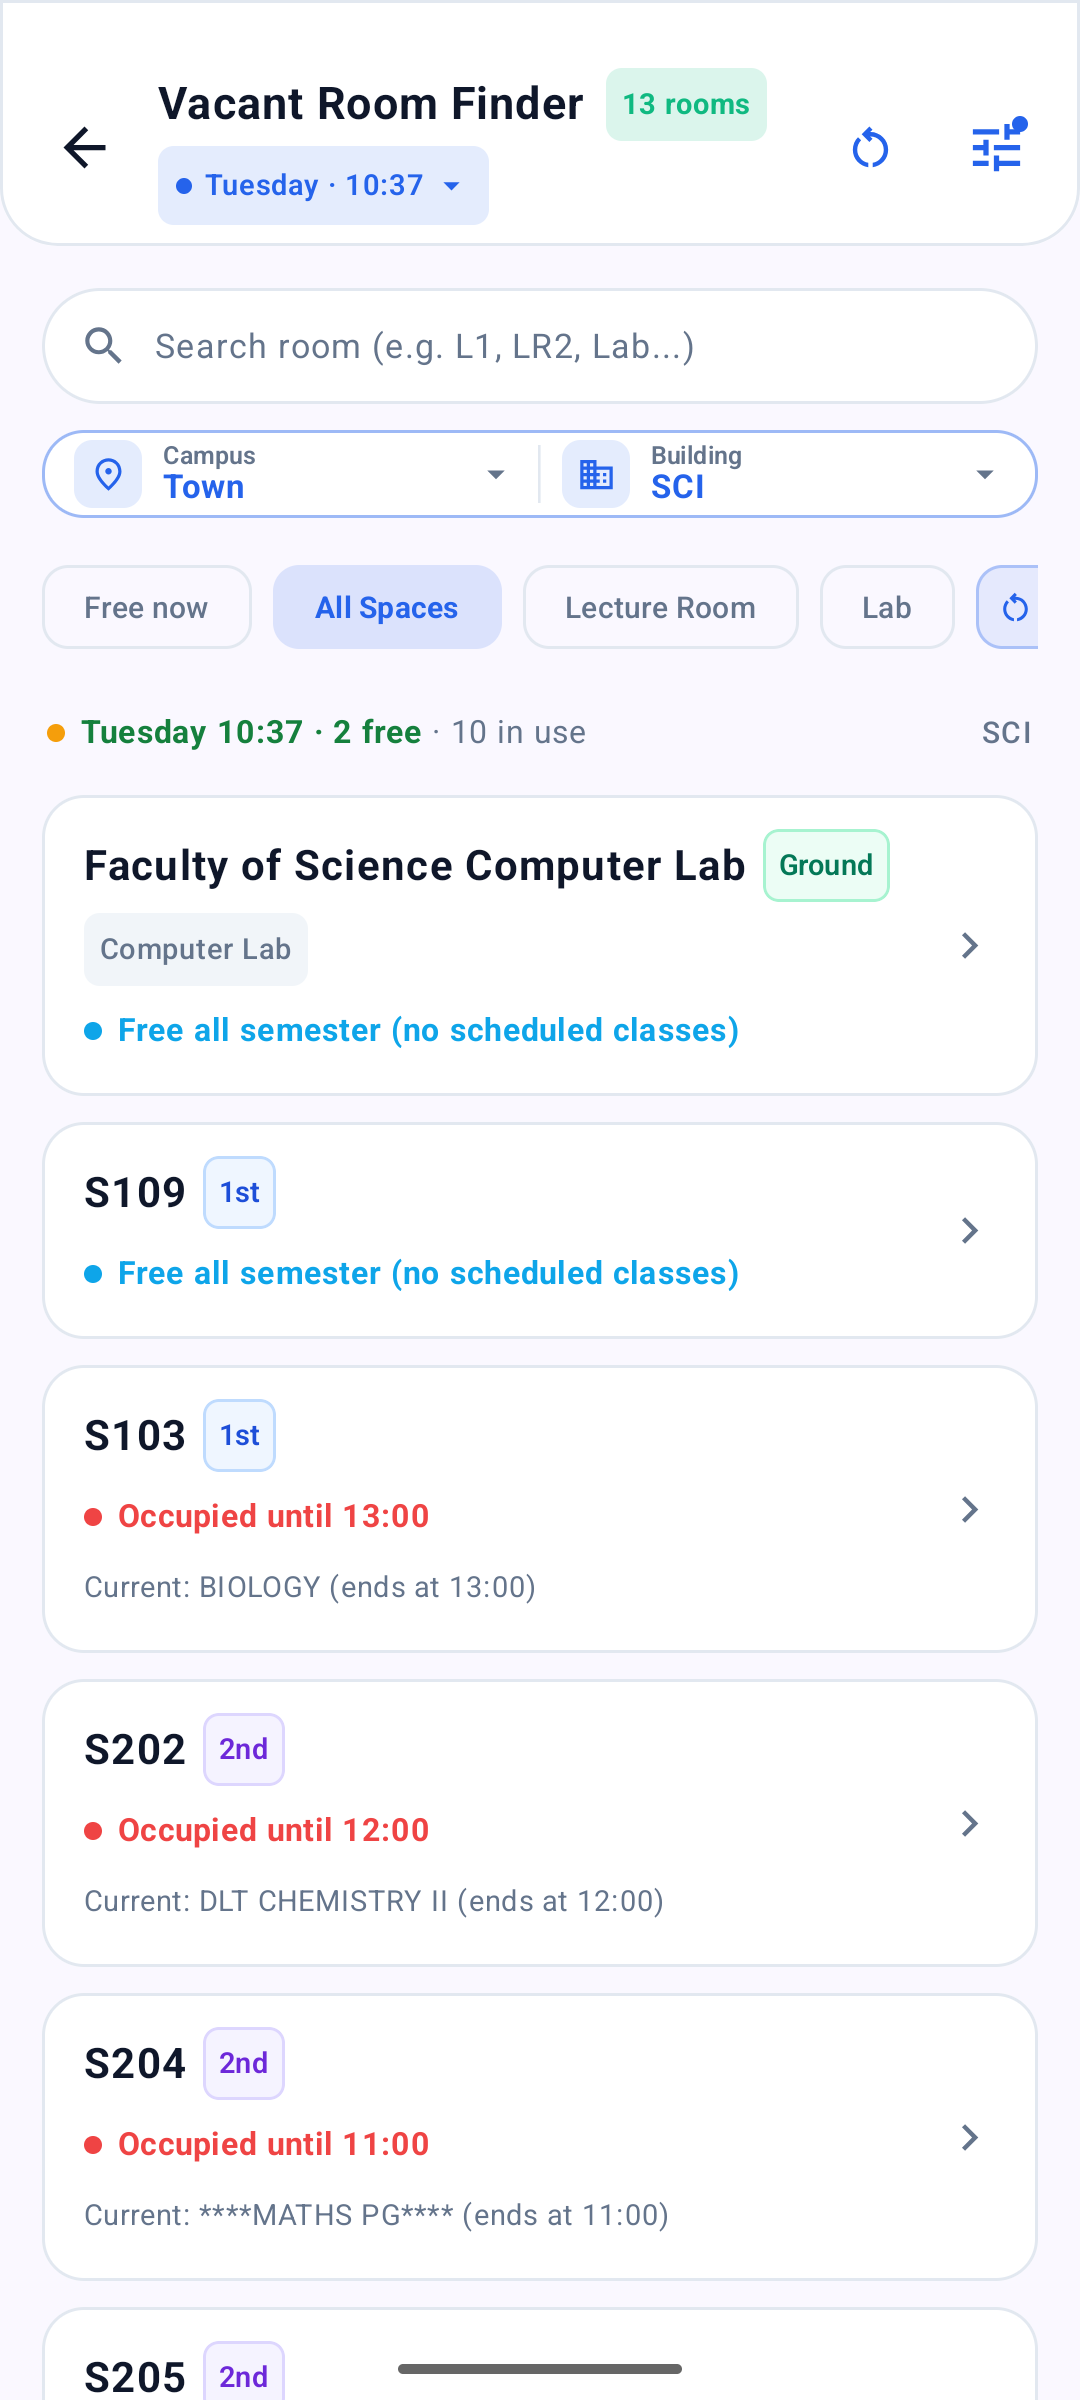 Vacant Room Finder 13 rooms
Tuesday · 10:37
Search room (e.g. L1, LR2, Lab...)
Campus
Town
Building
SCI
Free now All Spaces Lecture Room Lab
Tuesday 10:37 · 2 free · 10 in use SCI
Faculty of Science Computer Lab Ground
Computer Lab
Free all semester (no scheduled classes)
S109 1st
Free all semester (no scheduled classes)
S103 1st
Occupied until 13:00
Current: BIOLOGY (ends at 13:00)
S202 2nd
Occupied until 12:00
Current: DLT CHEMISTRY II (ends at 12:00)
S204 2nd
Occupied until 11:00
Current: ****MATHS PG**** (ends at 11:00)
S205 2nd